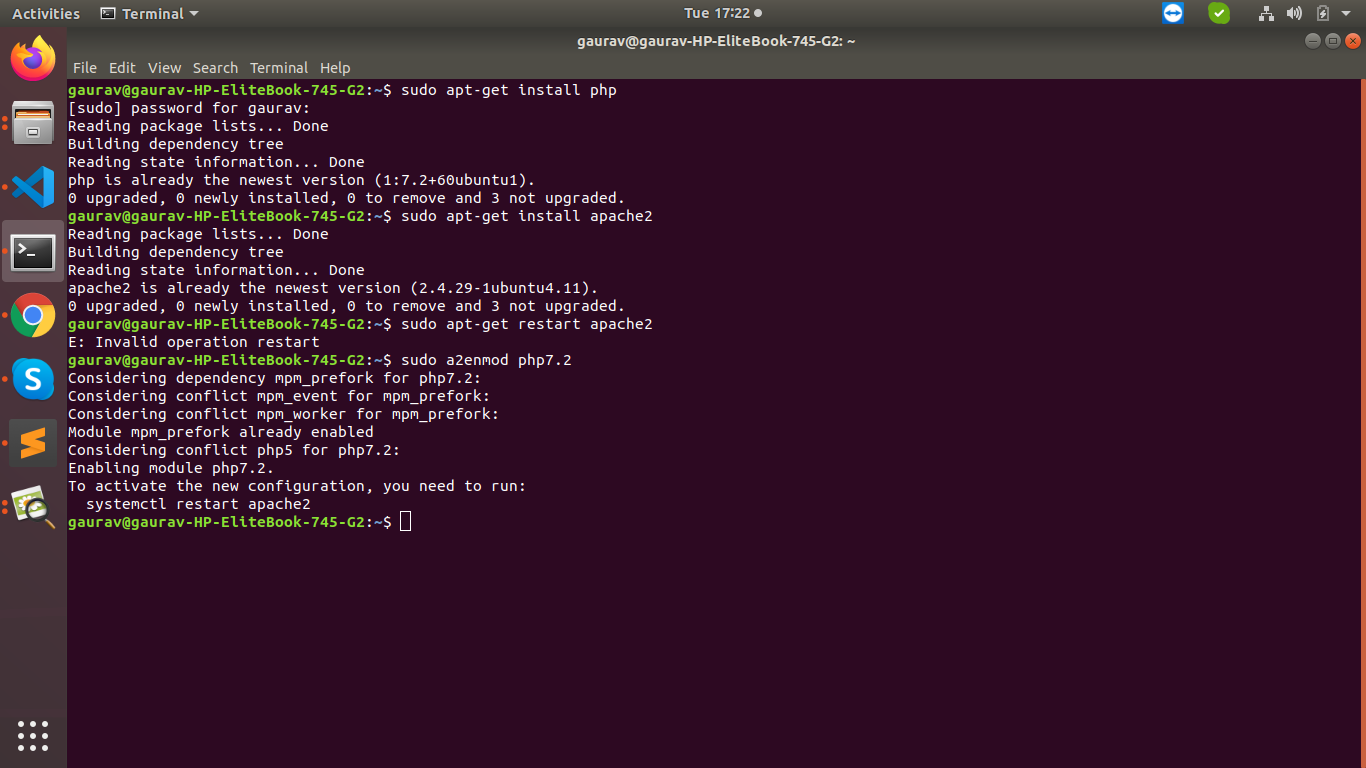 Activities Terminal Tue 17:22
gaurav@gaurav-HP-EliteBook-745-G2: ~
File Edit View Search Terminal Help
gaurav@gaurav-HP-EliteBook-745-G2:~$ sudo apt-get install php
[sudo] password for gaurav:
Reading package lists... Done
Building dependency tree
Reading state information... Done
php is already the newest version (1:7.2+60ubuntu1).
0 upgraded, 0 newly installed, 0 to remove and 3 not upgraded.
gaurav@gaurav-HP-EliteBook-745-G2:~$ sudo apt-get install apache2
Reading package lists... Done
Building dependency tree
Reading state information... Done
apache2 is already the newest version (2.4.29-1ubuntu4.11).
0 upgraded, 0 newly installed, 0 to remove and 3 not upgraded.
gaurav@gaurav-HP-EliteBook-745-G2:~$ sudo apt-get restart apache2
E: Invalid operation restart
gaurav@gaurav-HP-EliteBook-745-G2:~$ sudo a2enmod php7.2
Considering dependency mpm_prefork for php7.2:
Considering conflict mpm_event for mpm_prefork:
Considering conflict mpm_worker for mpm_prefork:
Module mpm_prefork already enabled
Considering conflict php5 for php7.2:
Enabling module php7.2.
To activate the new configuration, you need to run:
  systemctl restart apache2
gaurav@gaurav-HP-EliteBook-745-G2:~$